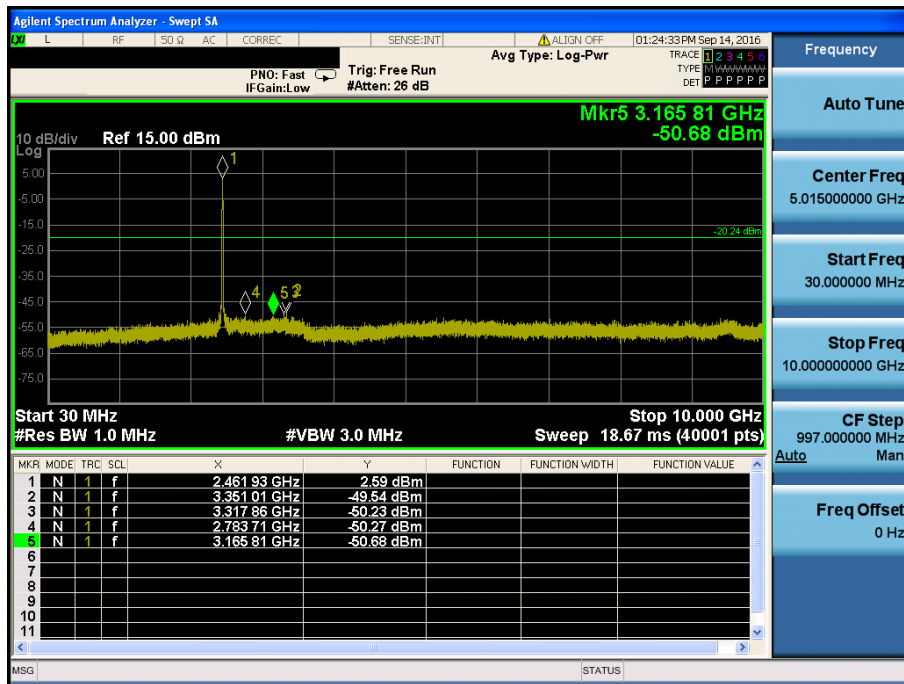 Agilent Spectrum Analyzer - Swept SA
LXI L RF 50 Ω AC CORREC SENSE:INT ALIGN OFF 01:24:33 PM Sep 14, 2016
Avg Type: Log-Pwr TRACE 1 2 3 4 5 6
PNO: Fast Trig: Free Run TYPE M WWWWW
IFGain:Low #Atten: 26 dB DET P P P P P P
Mkr5 3.165 81 GHz
-50.68 dBm
10 dB/div Ref 15.00 dBm
Log
5.00
-5.00
-15.0
-20.24 dBm
-25.0
-35.0
-45.0
-55.0
-65.0
-75.0
1
4
5
3
2
Start 30 MHz Stop 10.000 GHz
#Res BW 1.0 MHz #VBW 3.0 MHz Sweep 18.67 ms (40001 pts)
MKR MODE TRC SCL X Y FUNCTION FUNCTION WIDTH FUNCTION VALUE
1 N 1 f 2.461 93 GHz 2.59 dBm
2 N 1 f 3.351 01 GHz -49.54 dBm
3 N 1 f 3.317 86 GHz -50.23 dBm
4 N 1 f 2.783 71 GHz -50.27 dBm
5 N 1 f 3.165 81 GHz -50.68 dBm
6
7
8
9
10
11
MSG STATUS
Frequency
Auto Tune
Center Freq
5.015000000 GHz
Start Freq
30.000000 MHz
Stop Freq
10.000000000 GHz
CF Step
997.000000 MHz
Auto Man
Freq Offset
0 Hz